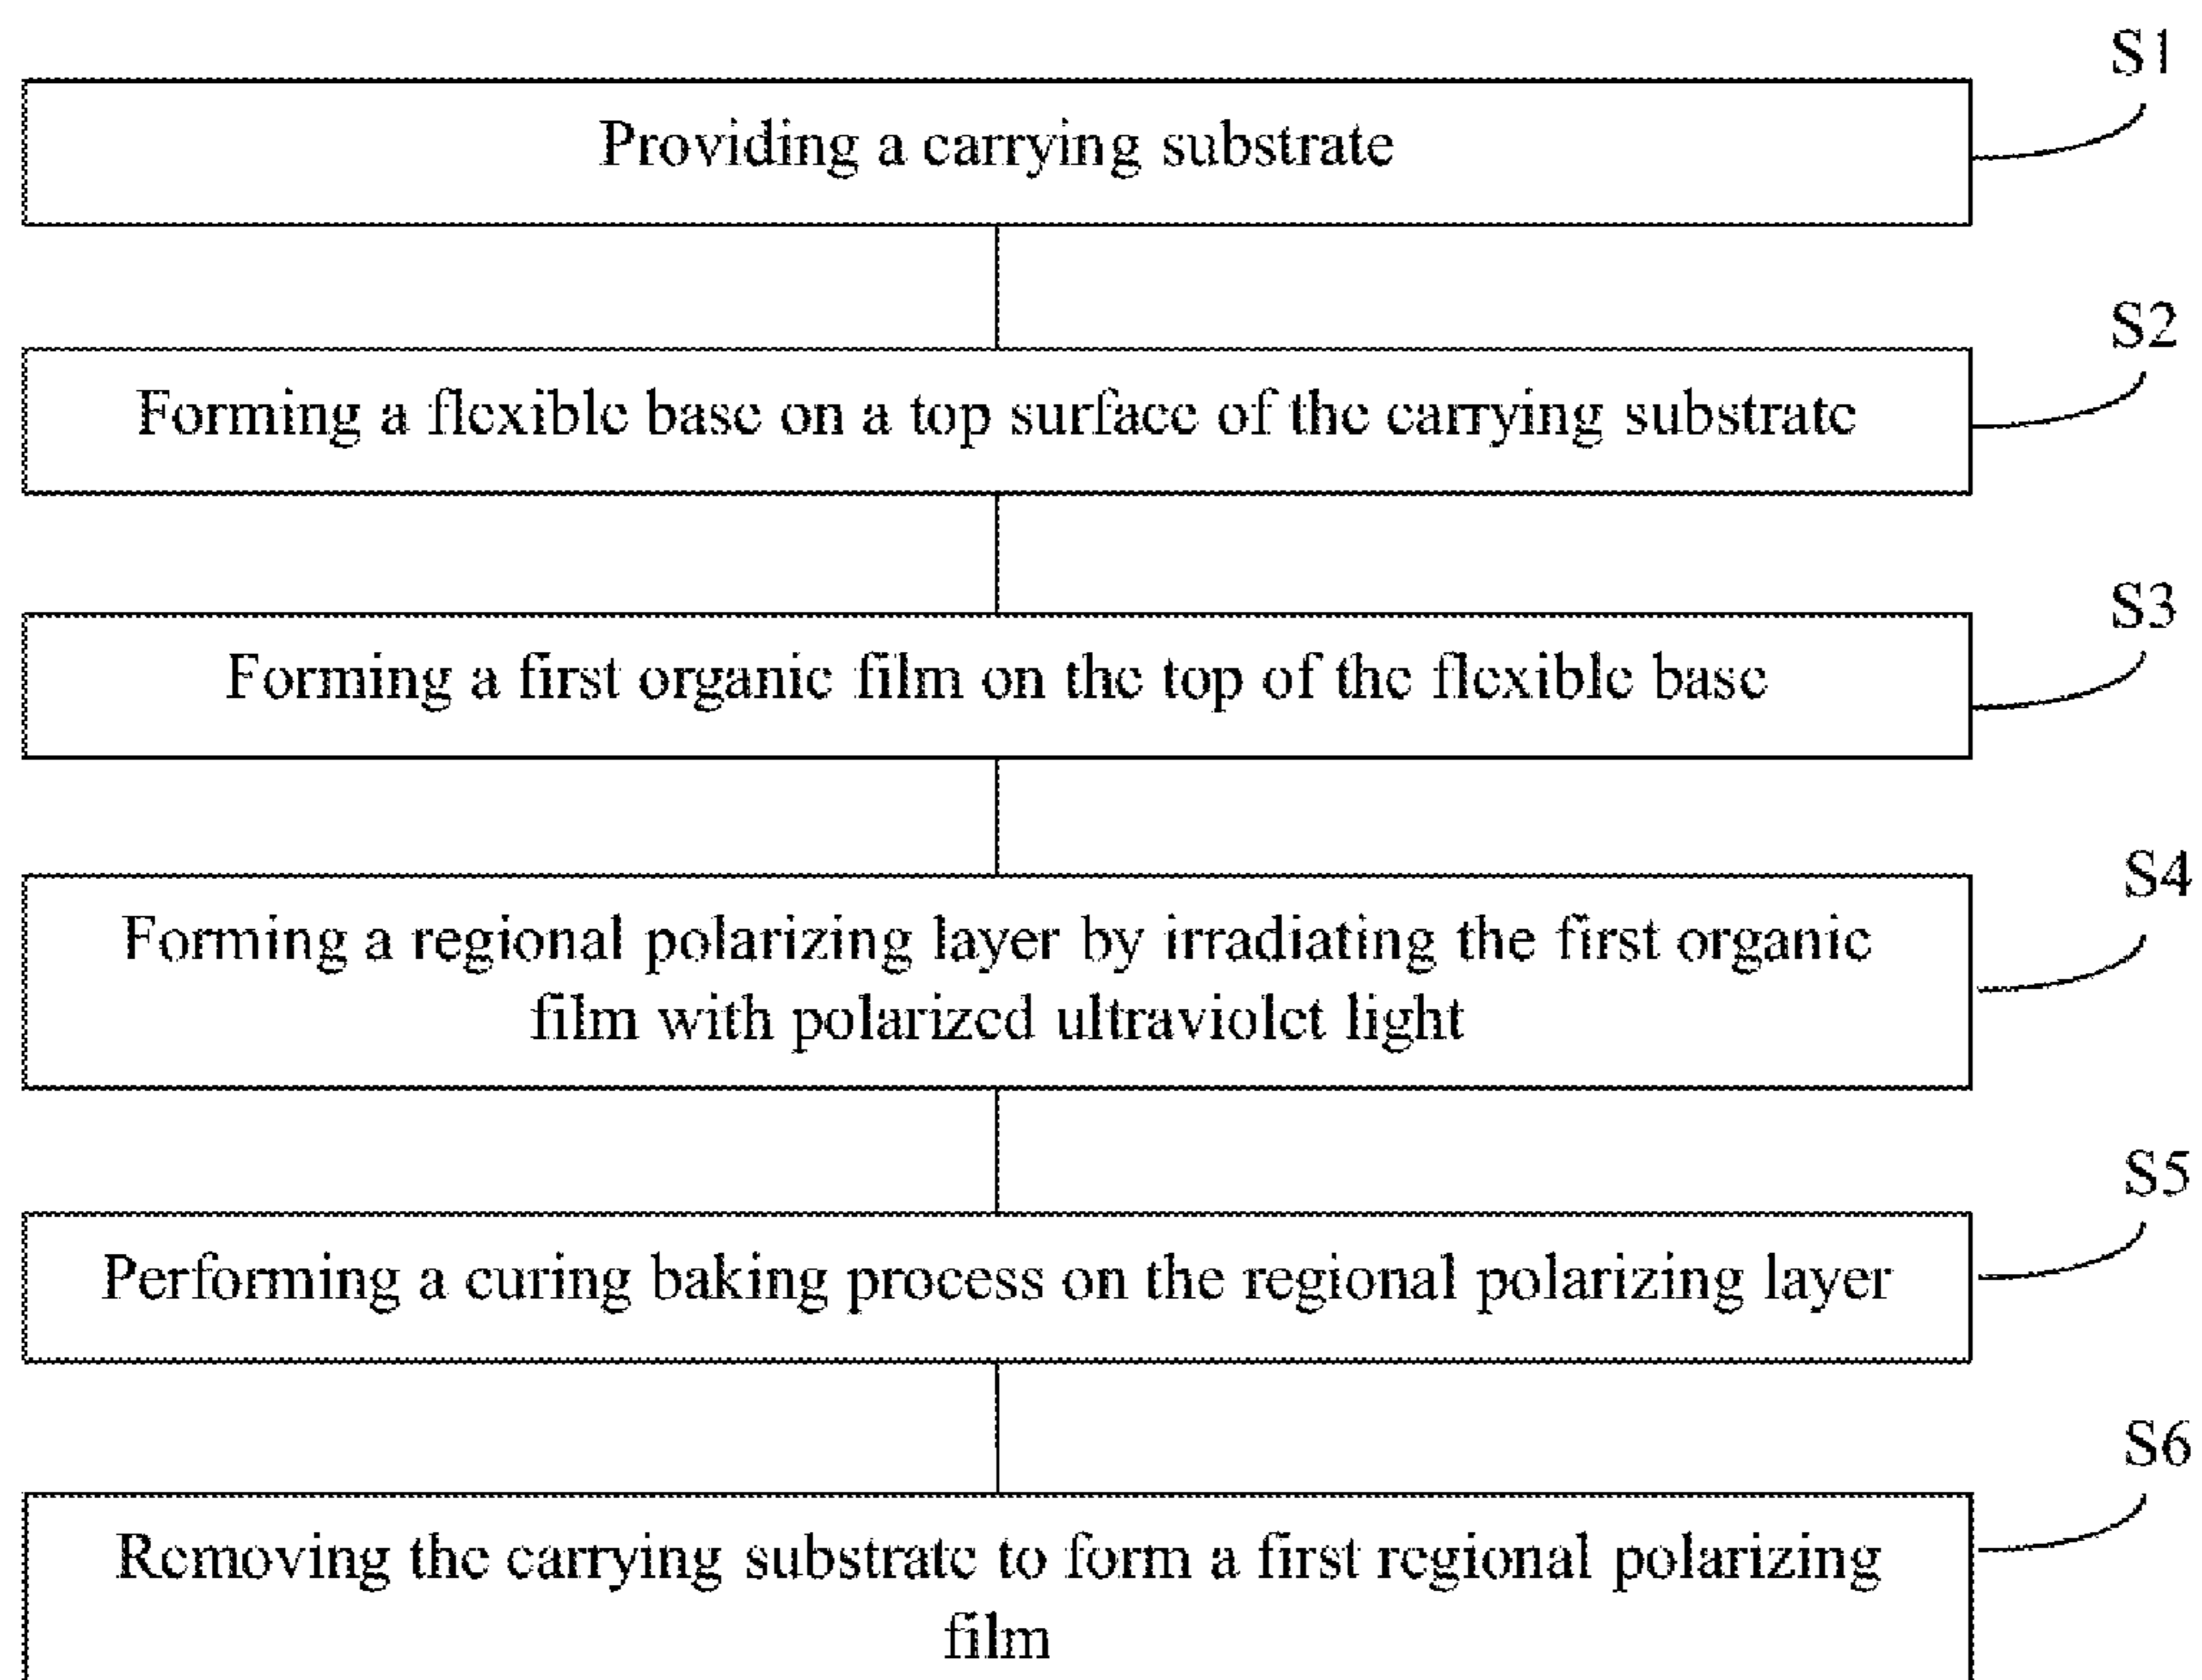 S1
Providing a carrying substrate
S2
Forming a flexible base on a top surface of the carrying substrate
S3
Forming a first organic film on the top of the flexible base
S4
Forming a regional polarizing layer by irradiating the first organic
film with polarized ultraviolet light
S5
Performing a curing baking process on the regional polarizing layer
S6
Removing the carrying substrate to form a first regional polarizing
film